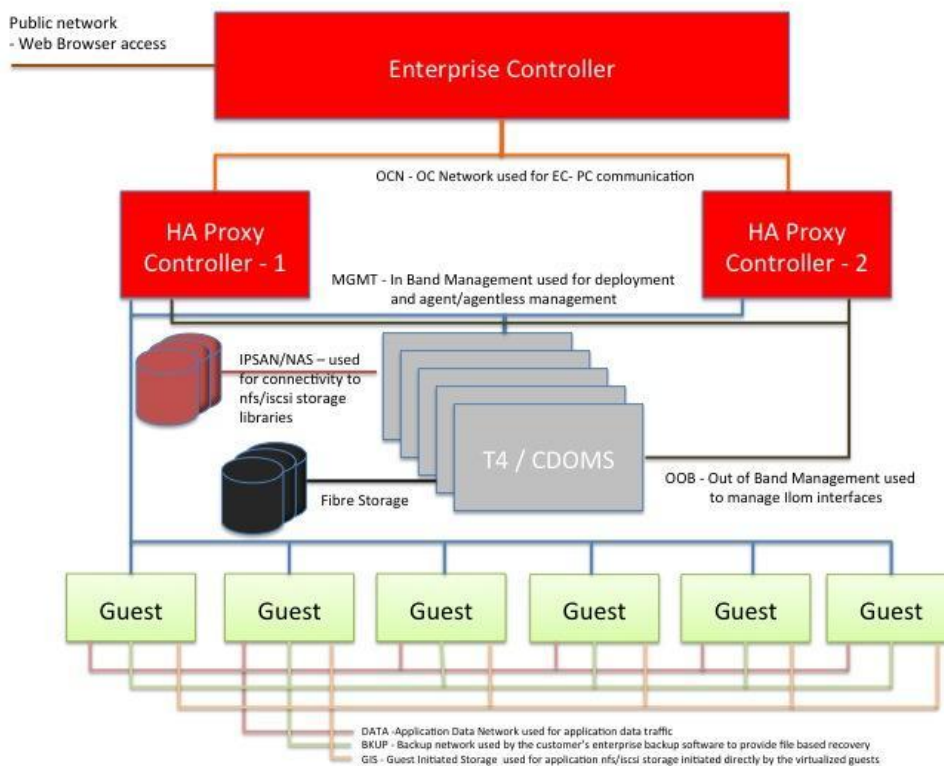 Public network
- Web Browser access
Enterprise Controller
OCN - OC Network used for EC- PC communication
HA Proxy
Controller - 1
HA Proxy
Controller - 2
MGMT - In Band Management used for deployment
and agent/agentless management
IPSAN/NAS – used
for connectivity to
nfs/iscsi storage
libraries
T4 / CDOMS
Fibre Storage
OOB - Out of Band Management used
to manage Ilom interfaces
Guest
Guest
Guest
Guest
Guest
Guest
DATA -Application Data Network used for application data traffic
BKUP - Backup network used by the customer's enterprise backup software to provide file based recovery
GIS - Guest Initiated Storage used for application nfs/iscsi storage initiated directly by the virtualized guests